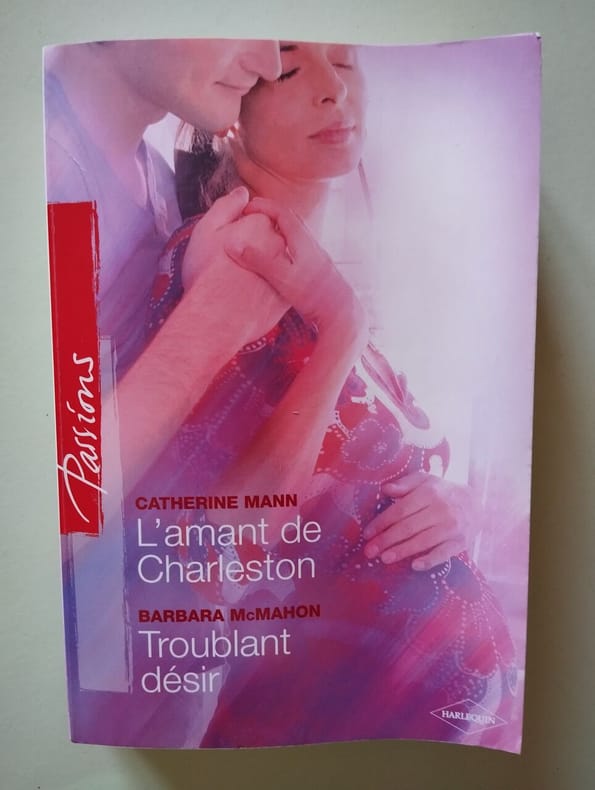 Passions
CATHERINE MANN
L'amant de
Charleston
BARBARA McMAHON
Troublant
désir
HARLEQUIN